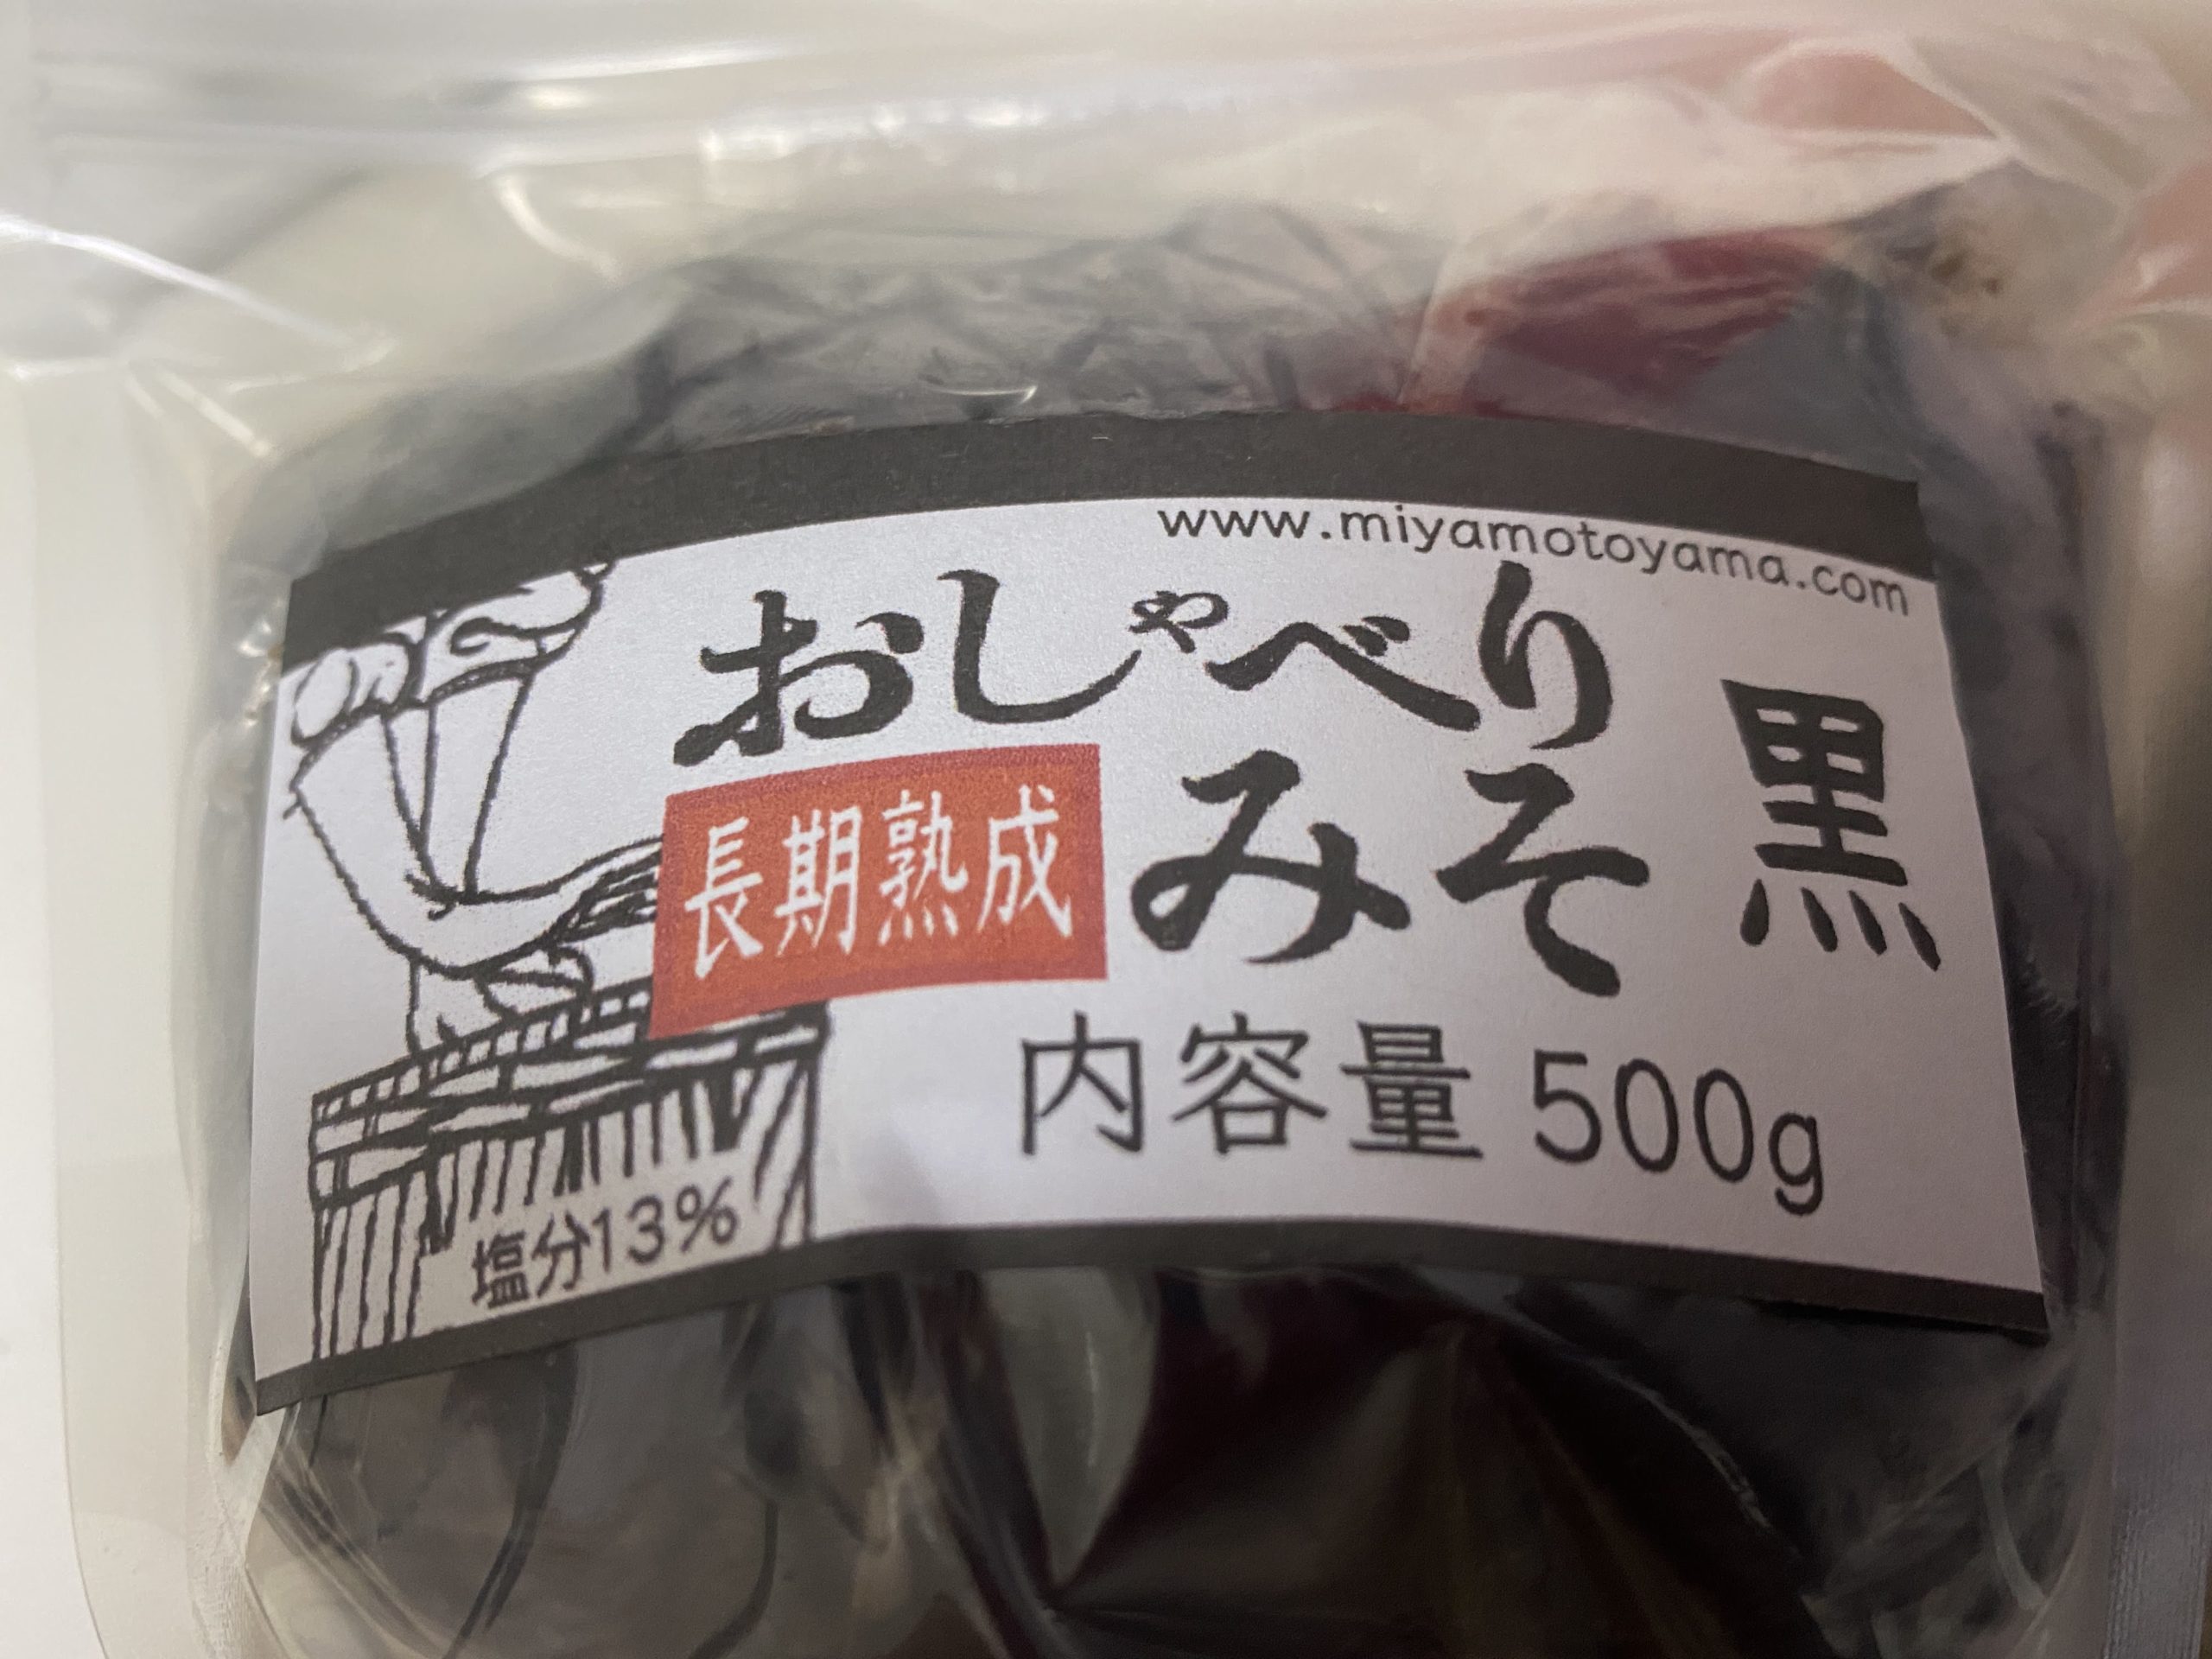 www.miyamotoyama.com
おしゃべり
長期熟成
みそ
黒
内容量 500g
塩分13%